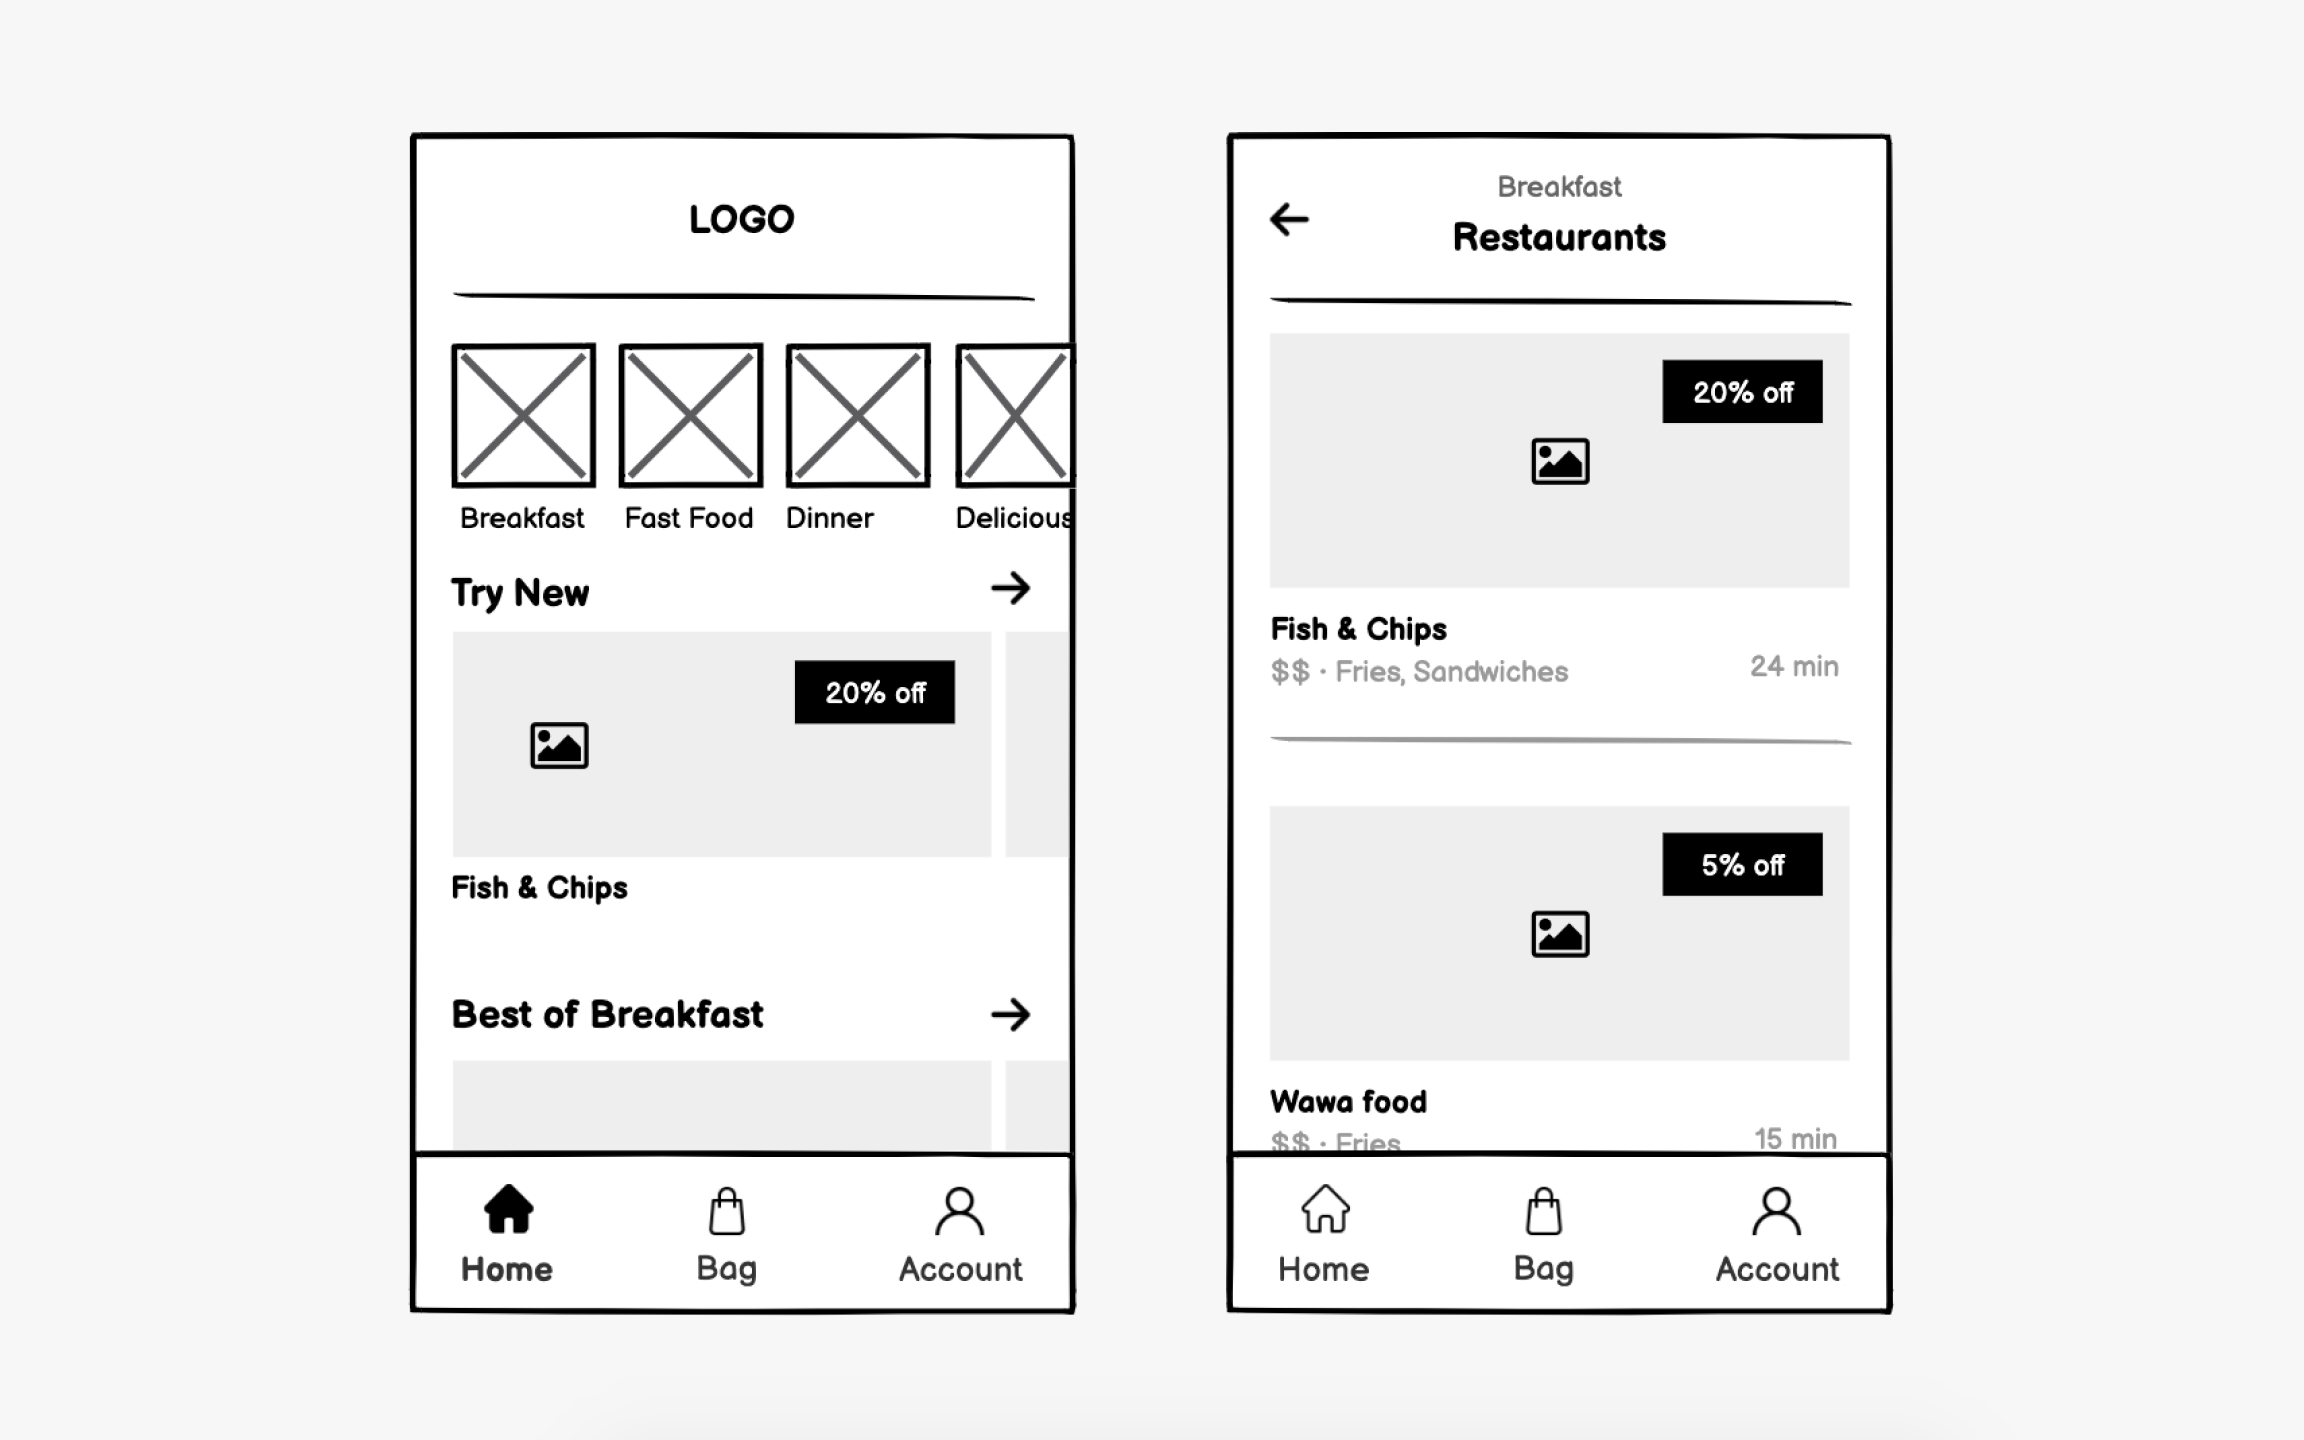 LOGO
Breakfast
Fast Food
Dinner
Delicious
Try New
20% off
Fish & Chips
Best of Breakfast
Home
Bag
Account
Breakfast
Restaurants
20% off
Fish & Chips
$$ · Fries, Sandwiches
24 min
5% off
Wawa food
$$ · Fries
15 min
Home
Bag
Account